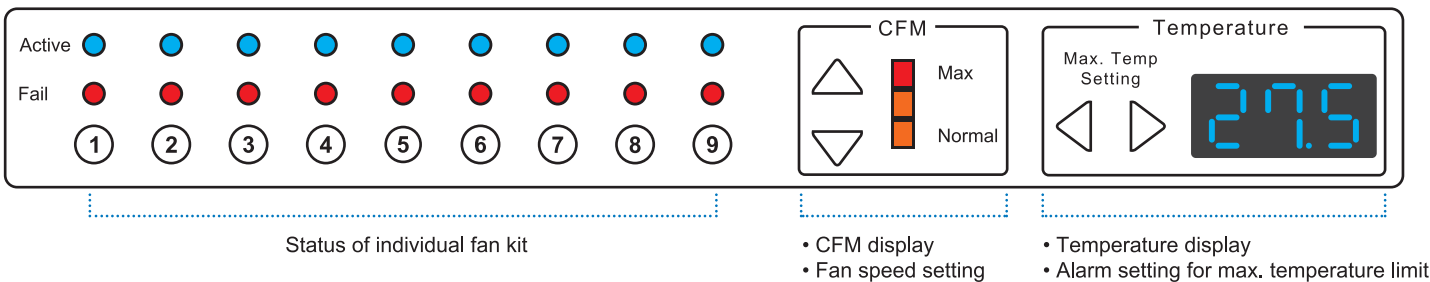 Active
Fail
1 2 3 4 5 6 7 8 9
CFM
Max
Normal
Temperature
Max. Temp
Setting
27.5
Status of individual fan kit
• CFM display
• Fan speed setting
• Temperature display
• Alarm setting for max. temperature limit